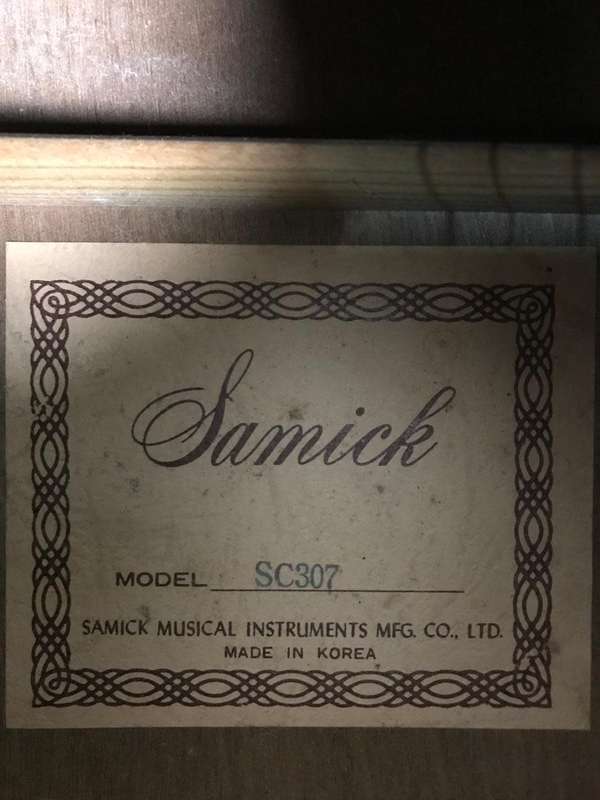 Samick
MODEL SC307
SAMICK MUSICAL INSTRUMENTS MFG. CO., LTD.
MADE IN KOREA